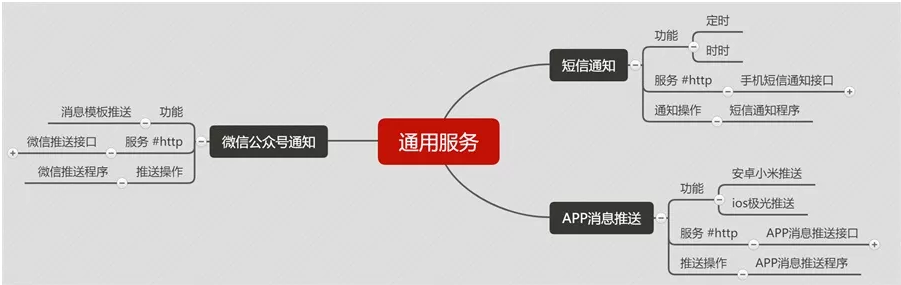 通用服务
短信通知
功能
定时
时时
服务 #http
手机短信通知接口
通知操作
短信通知程序
APP消息推送
功能
安卓小米推送
ios极光推送
服务 #http
APP消息推送接口
推送操作
APP消息推送程序
微信公众号通知
功能
消息模板推送
服务 #http
微信推送接口
推送操作
微信推送程序